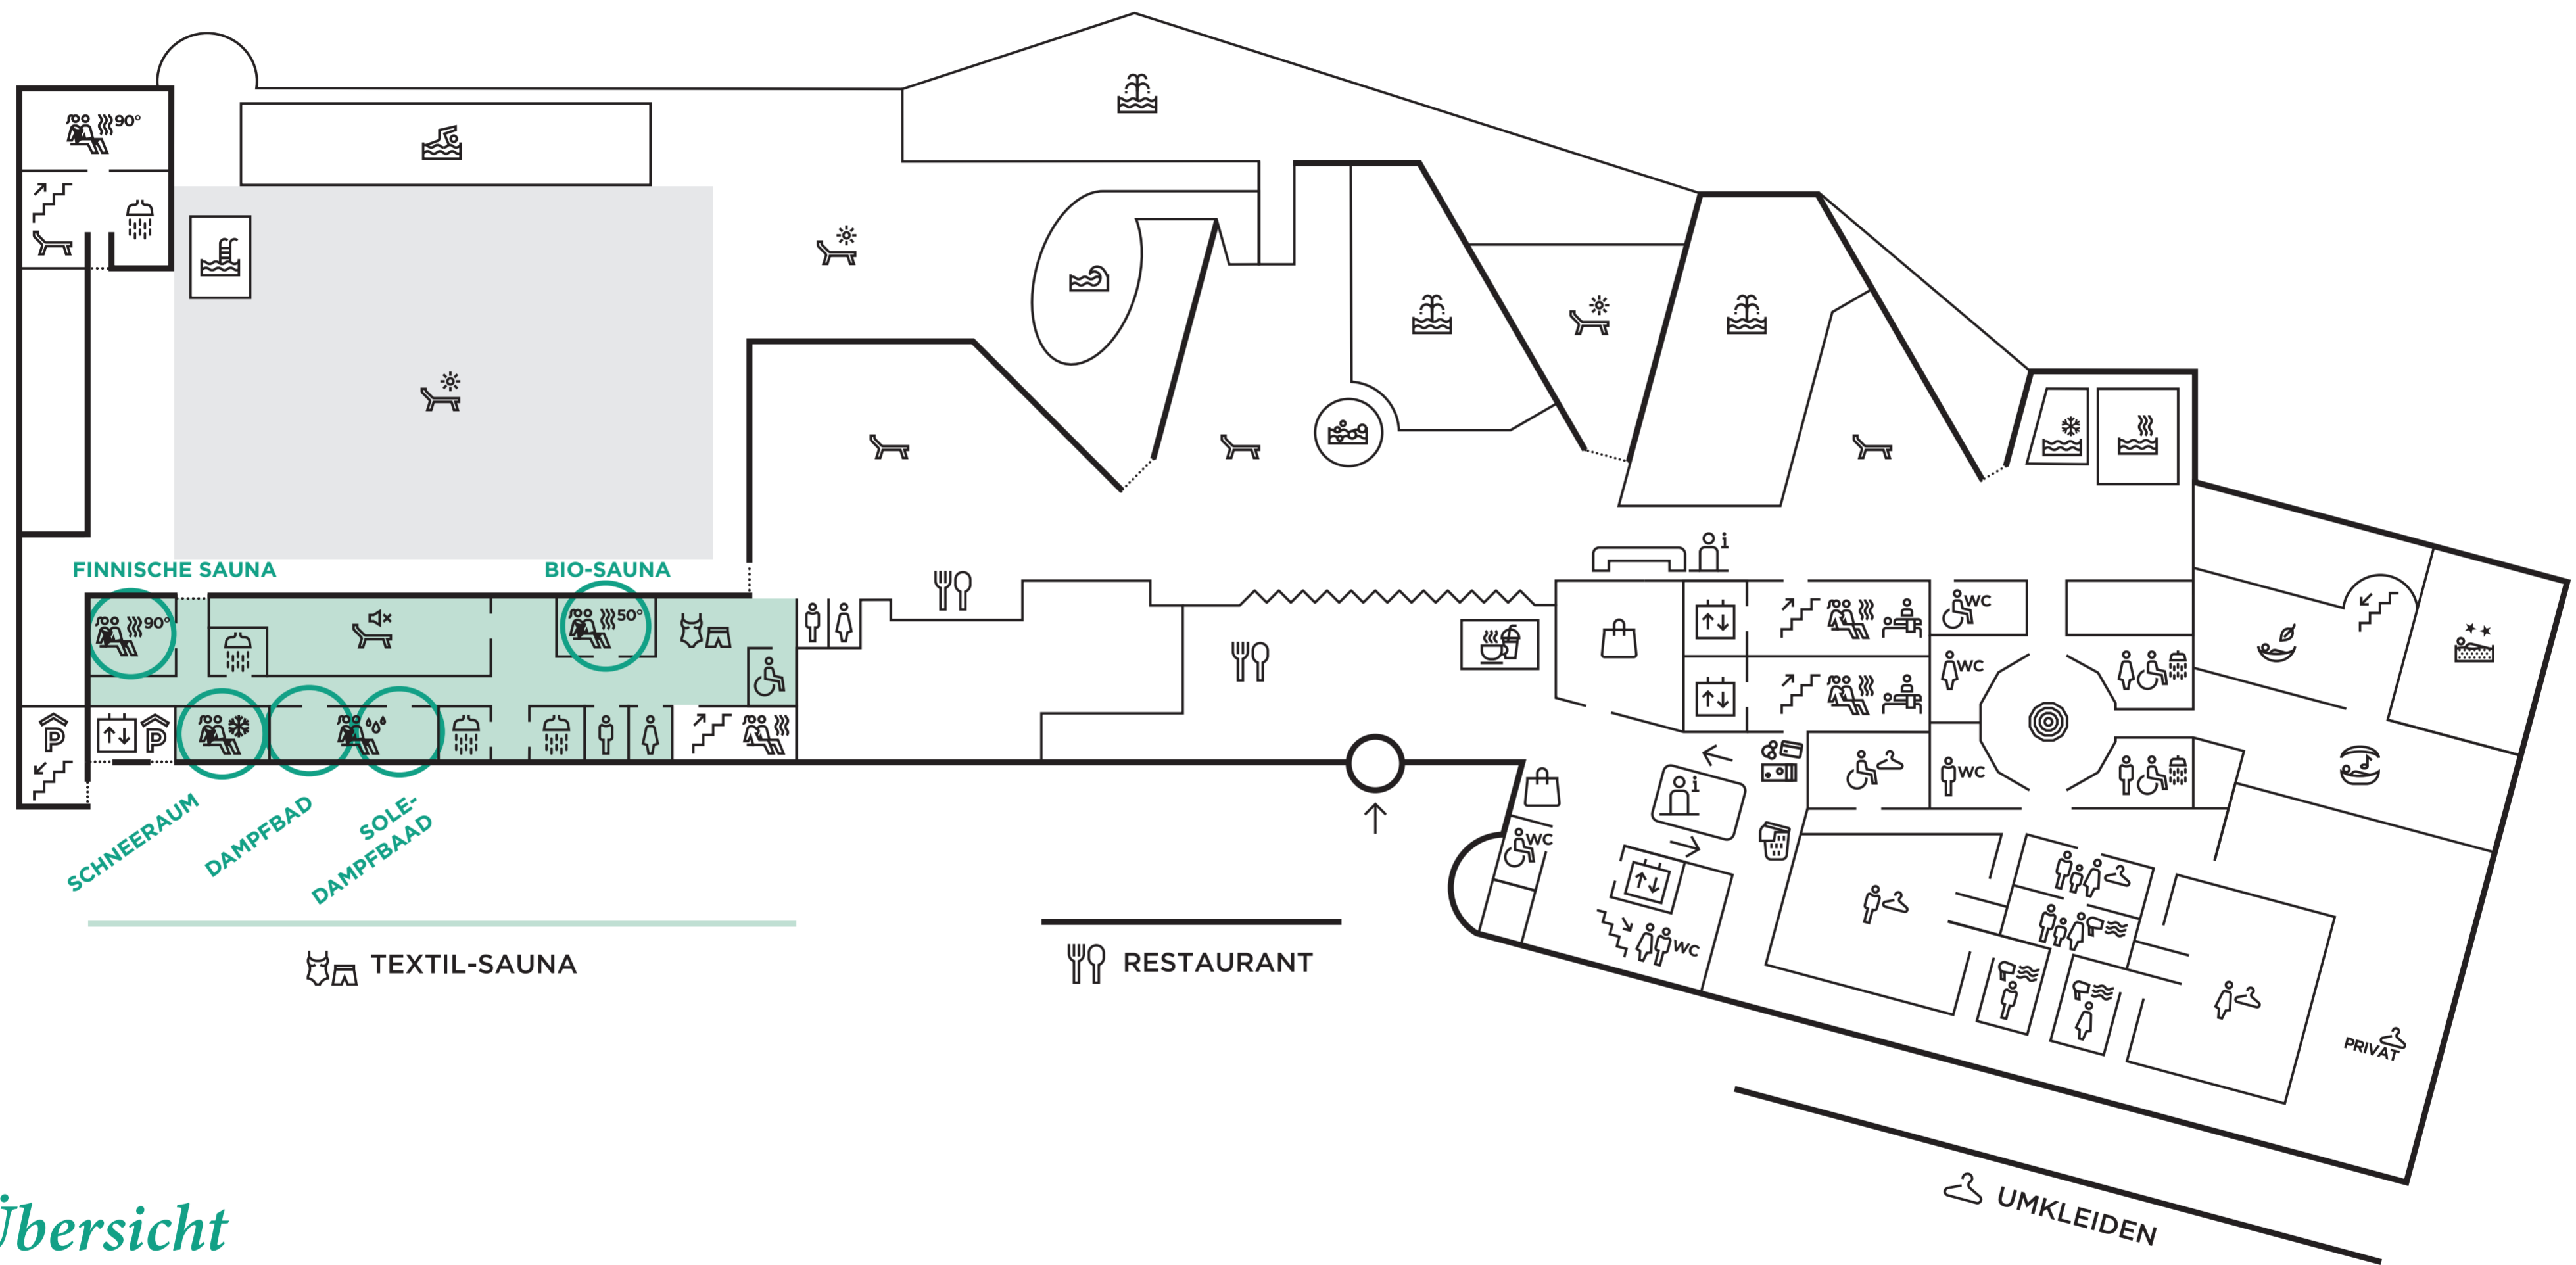 90°
FINNISCHE SAUNA
BIO-SAUNA
90°
50°
P
P
i
WC
WC
WC
i
WC
WC
SCHNEERAUM
DAMPFBAD
SOLE-
DAMPFBAAD
TEXTIL-SAUNA
RESTAURANT
PRIVAT
UMKLEIDEN
Übersicht